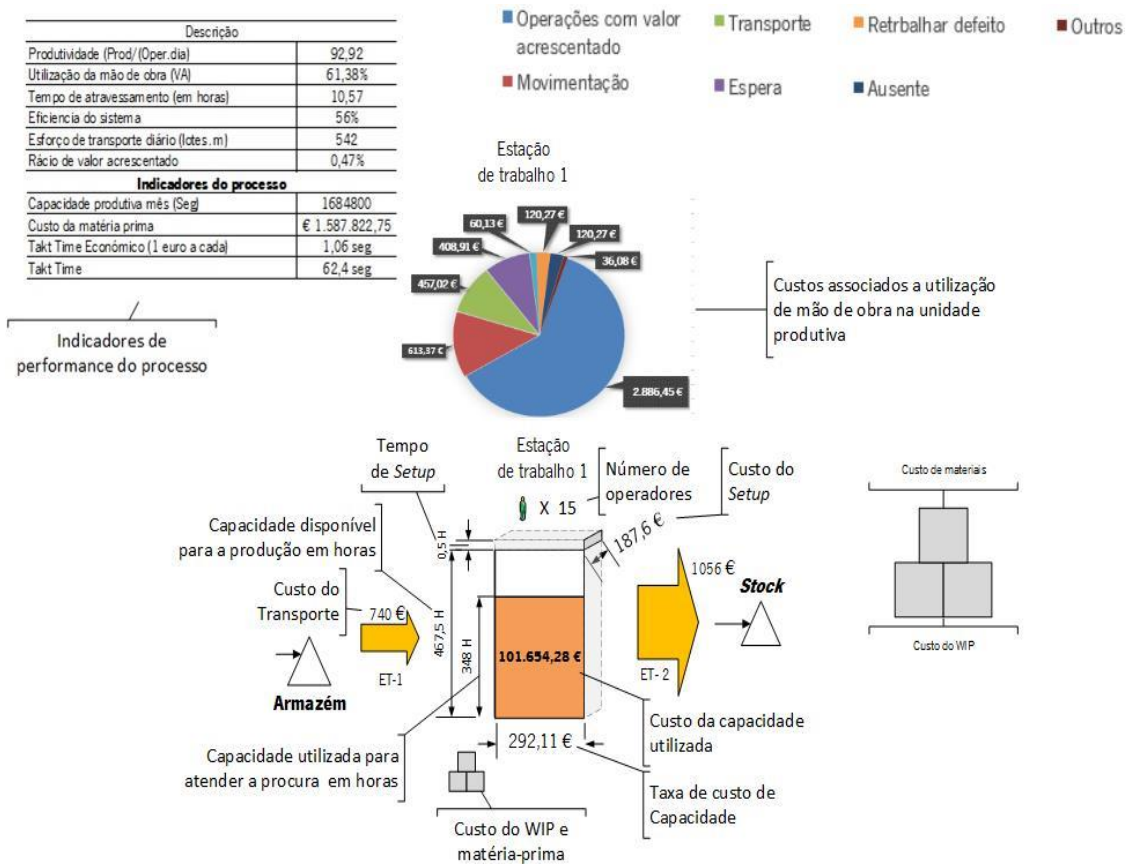 Descrição
Produtividade (Prod/(Oper.dia) 92,92
Utilização da mão de obra (VA) 61,38%
Tempo de atravessamento (em horas) 10,57
Eficiencia do sistema 56%
Esforço de transporte diário (lotes.m) 542
Rácio de valor acrescentado 0,47%
Indicadores do processo
Capacidade produtiva mês (Seg) 1684800
Custo da matéria prima € 1.587.822,75
Takt Time Económico (1 euro a cada) 1,06 seg
Takt Time 62,4 seg
Indicadores de
performance do processo
Operações com valor
acrescentado
Transporte
Retrbalhar defeito
Outros
Movimentação
Espera
Ausente
Estação
de trabalho 1
60,13 €
120,27 €
120,27 €
408,91 €
36,08 €
457,02 €
613,37 €
2.886,45 €
Custos associados a utilização
de mão de obra na unidade
produtiva
Tempo
de Setup
Estação
de trabalho 1
Número de
operadores
Custo do
Setup
X 15
Capacidade disponível
para a produção em horas
0,5 H
187,6 €
Custo do
Transporte
740 €
467,5 H
348 H
101.654,28 €
1056 €
Stock
ET-1
ET- 2
Armazém
Custo da capacidade
utilizada
Capacidade utilizada para
atender a procura em horas
292,11 €
Taxa de custo de
Capacidade
Custo do WIP e
matéria-prima
Custo de materiais
Custo do WIP